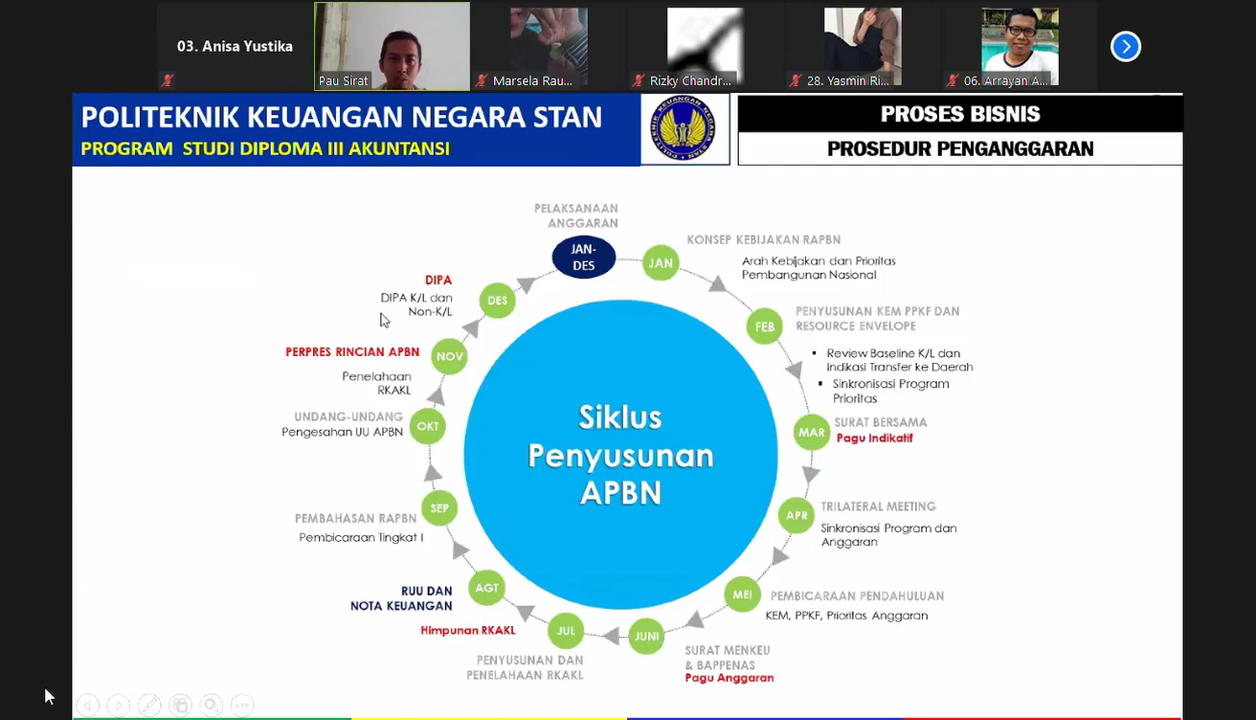 03. Anisa Yustika
Pau Sirat
Marsela Rau...
Rizky Chandr...
28. Yasmin Ri...
06. Arrayan A...
POLITEKNIK KEUANGAN NEGARA STAN
PROGRAM STUDI DIPLOMA III AKUNTANSI
PROSES BISNIS
PROSEDUR PENGANGGARAN
PELAKSANAAN
ANGGARAN
JAN-
DES
JAN
KONSEP KEBIJAKAN RAPBN
Arah Kebijakan dan Prioritas
Pembangunan Nasional
FEB
PENYUSUNAN KEM PPKF DAN
RESOURCE ENVELOPE
▪ Review Baseline K/L dan
Indikasi Transfer ke Daerah
▪ Sinkronisasi Program
Prioritas
MAR
SURAT BERSAMA
Pagu Indikatif
APR
TRILATERAL MEETING
Sinkronisasi Program dan
Anggaran
MEI
PEMBICARAAN PENDAHULUAN
KEM, PPKF, Prioritas Anggaran
JUNI
SURAT MENKEU
& BAPPENAS
Pagu Anggaran
JUL
PENYUSUNAN DAN
PENELAHAAN RKAKL
AGT
RUU DAN
NOTA KEUANGAN
Himpunan RKAKL
SEP
PEMBAHASAN RAPBN
Pembicaraan Tingkat I
OKT
UNDANG-UNDANG
Pengesahan UU APBN
NOV
PERPRES RINCIAN APBN
Penelahaan
RKAKL
DES
DIPA
DIPA K/L dan
Non-K/L
Siklus
Penyusunan
APBN